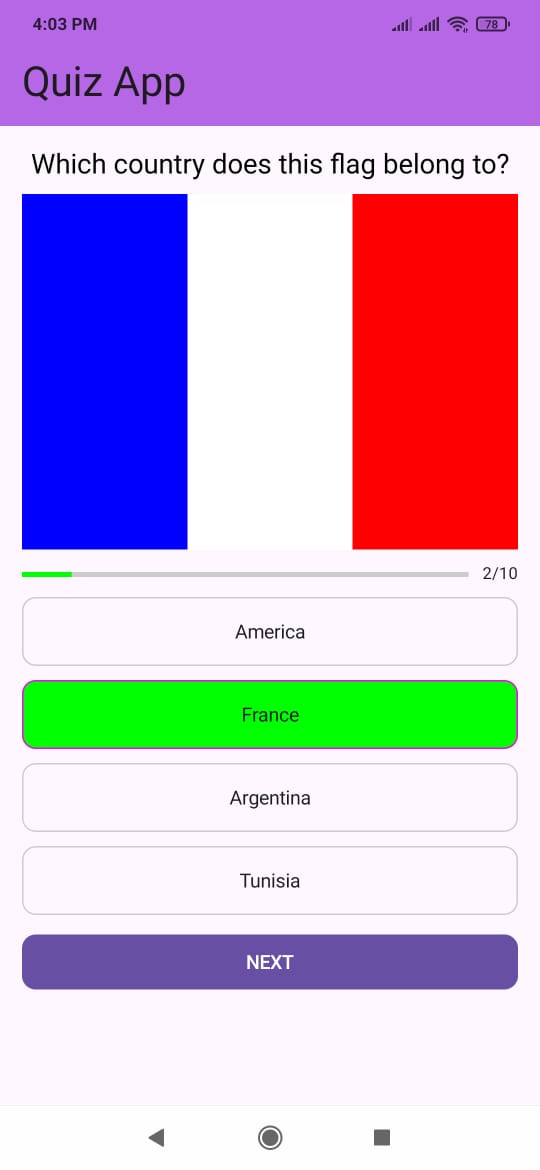 4:03 PM
78
Quiz App
Which country does this flag belong to?
2/10
America
France
Argentina
Tunisia
NEXT